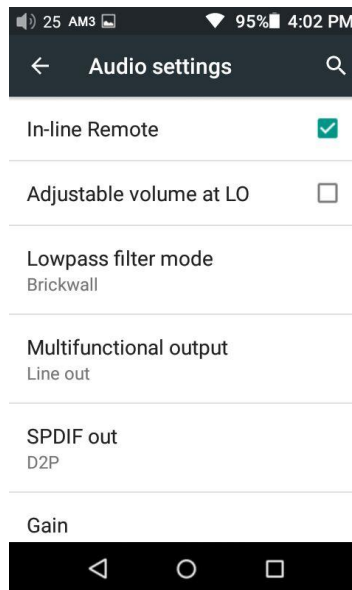 25 AM3 95% 4:02 PM
Audio settings
In-line Remote
Adjustable volume at LO
Lowpass filter mode
Brickwall
Multifunctional output
Line out
SPDIF out
D2P
Gain